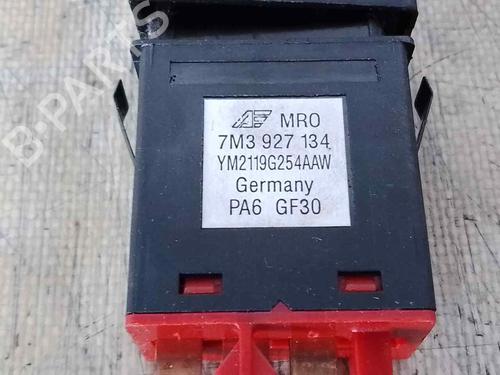 MRO
7M3 927 134
YM2119G254AAW
Germany
PA6 GF30
B-PARTS